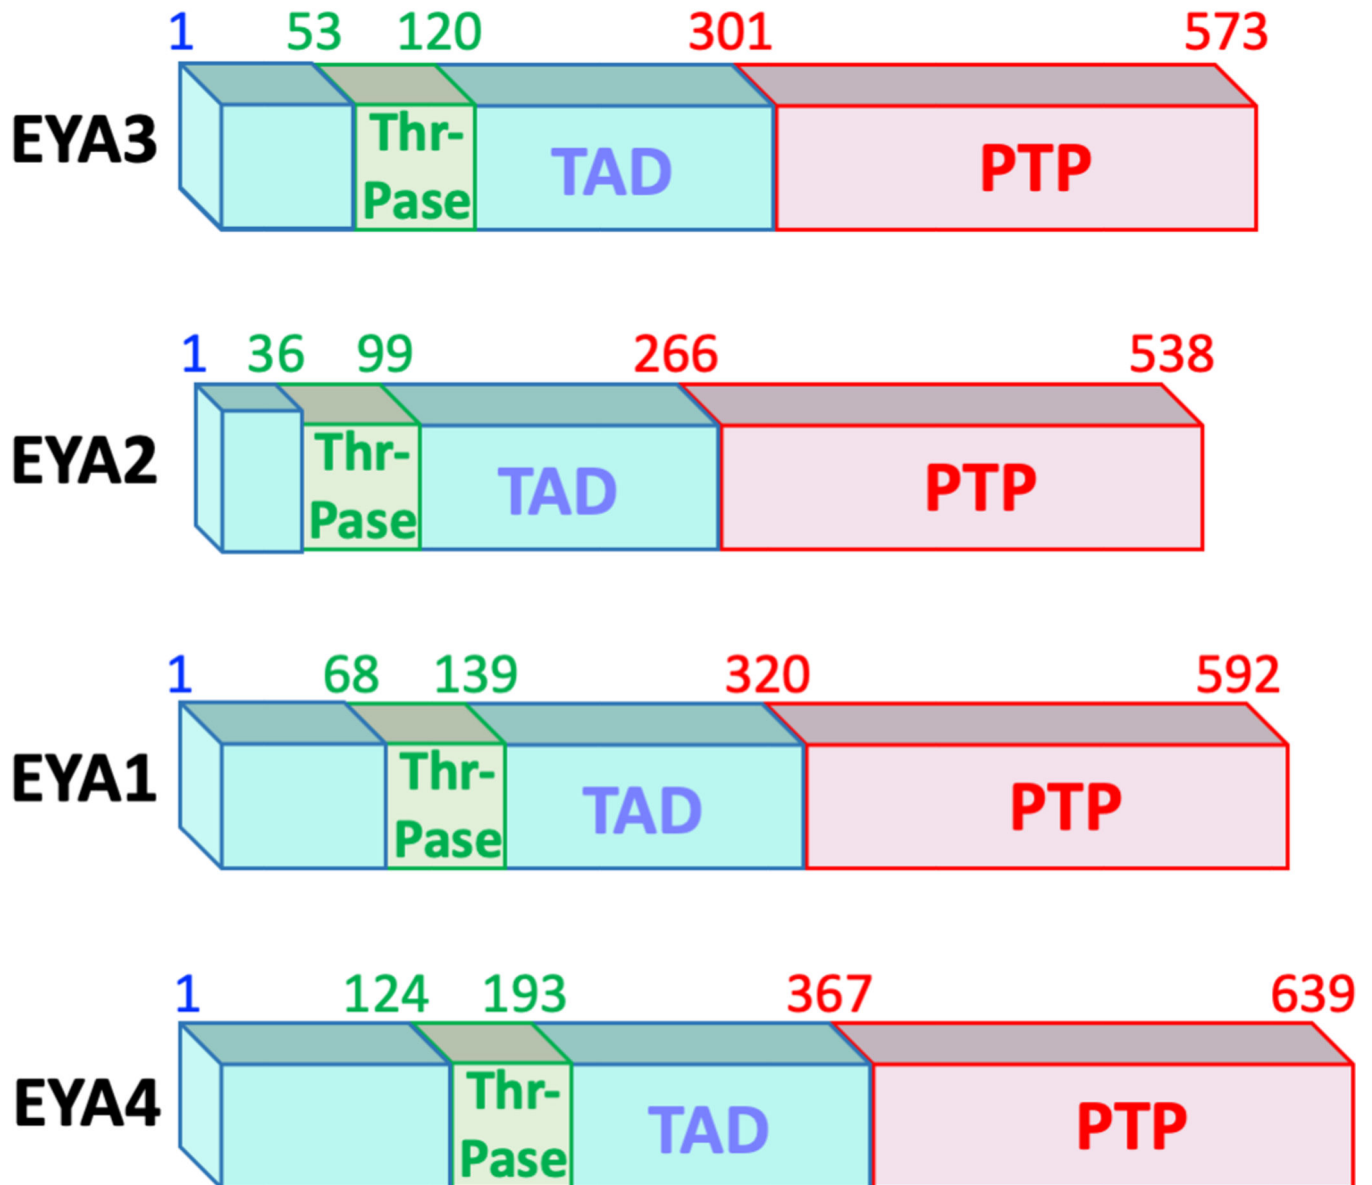 1 53 120 301 573
EYA3
Thr-
Pase
TAD
PTP
1 36 99 266 538
EYA2
Thr-
Pase
TAD
PTP
1 68 139 320 592
EYA1
Thr-
Pase
TAD
PTP
1 124 193 367 639
EYA4
Thr-
Pase
TAD
PTP